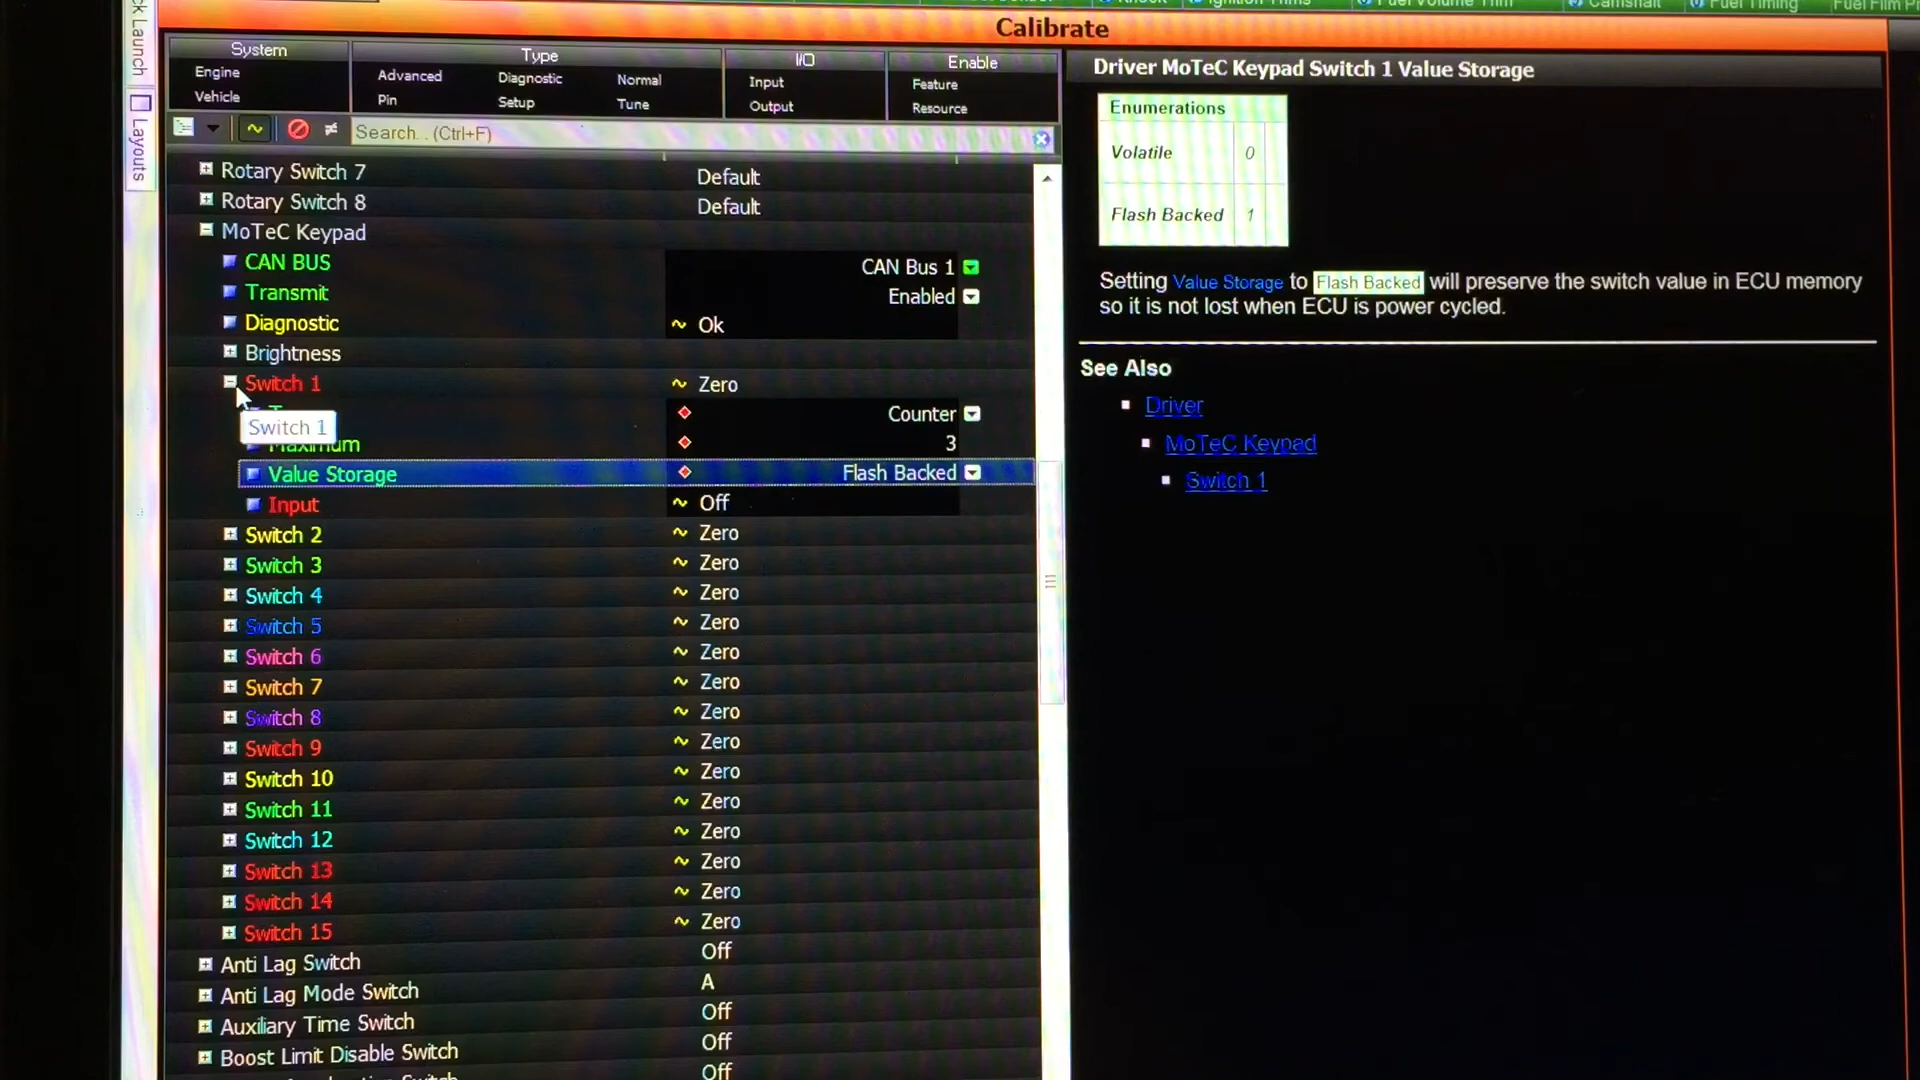 Calibrate
System
Engine
Vehicle
Type
Advanced
Diagnostic
Normal
Pin
Setup
Tune
I/O
Input
Output
Enable
Feature
Resource
Search... (Ctrl+F)
Layouts
Rotary Switch 7 Default
Rotary Switch 8 Default
MoTeC Keypad
CAN BUS CAN Bus 1
Transmit Enabled
Diagnostic Ok
Brightness
Switch 1 Zero
Counter
Switch 1
Maximum 3
Value Storage Flash Backed
Input Off
Switch 2 Zero
Switch 3 Zero
Switch 4 Zero
Switch 5 Zero
Switch 6 Zero
Switch 7 Zero
Switch 8 Zero
Switch 9 Zero
Switch 10 Zero
Switch 11 Zero
Switch 12 Zero
Switch 13 Zero
Switch 14 Zero
Switch 15 Zero
Anti Lag Switch Off
Anti Lag Mode Switch A
Auxiliary Time Switch Off
Boost Limit Disable Switch Off
Off
Driver MoTeC Keypad Switch 1 Value Storage
Enumerations
Volatile 0
Flash Backed 1
Setting Value Storage to Flash Backed will preserve the switch value in ECU memory
so it is not lost when ECU is power cycled.
See Also
Driver
MoTeC Keypad
Switch 1